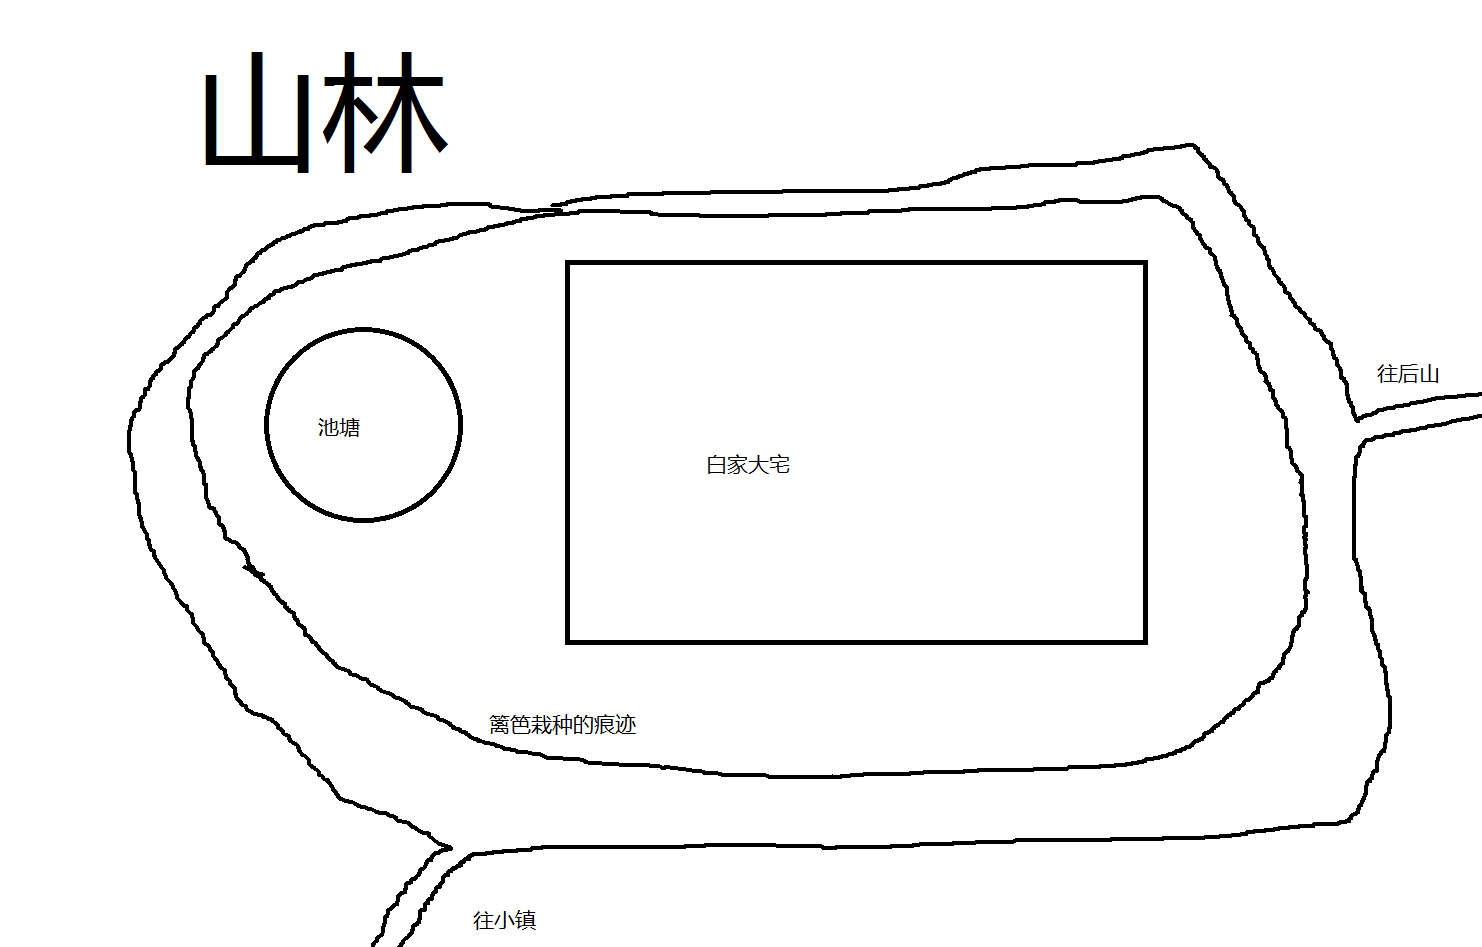 山林
往后山
池塘
白家大宅
篱笆栽种的痕迹
往小镇